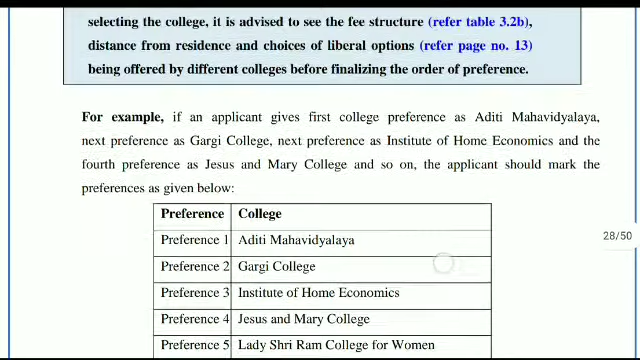 selecting the college, it is advised to see the fee structure (refer table 3.2b),
distance from residence and choices of liberal options (refer page no. 13)
being offered by different colleges before finalizing the order of preference.
For example, if an applicant gives first college preference as Aditi Mahavidyalaya,
next preference as Gargi College, next preference as Institute of Home Economics and the
fourth preference as Jesus and Mary College and so on, the applicant should mark the
preferences as given below:
Preference College
Preference 1 Aditi Mahavidyalaya
28/50
Preference 2 Gargi College
Preference 3 Institute of Home Economics
Preference 4 Jesus and Mary College
Preference 5 Lady Shri Ram College for Women